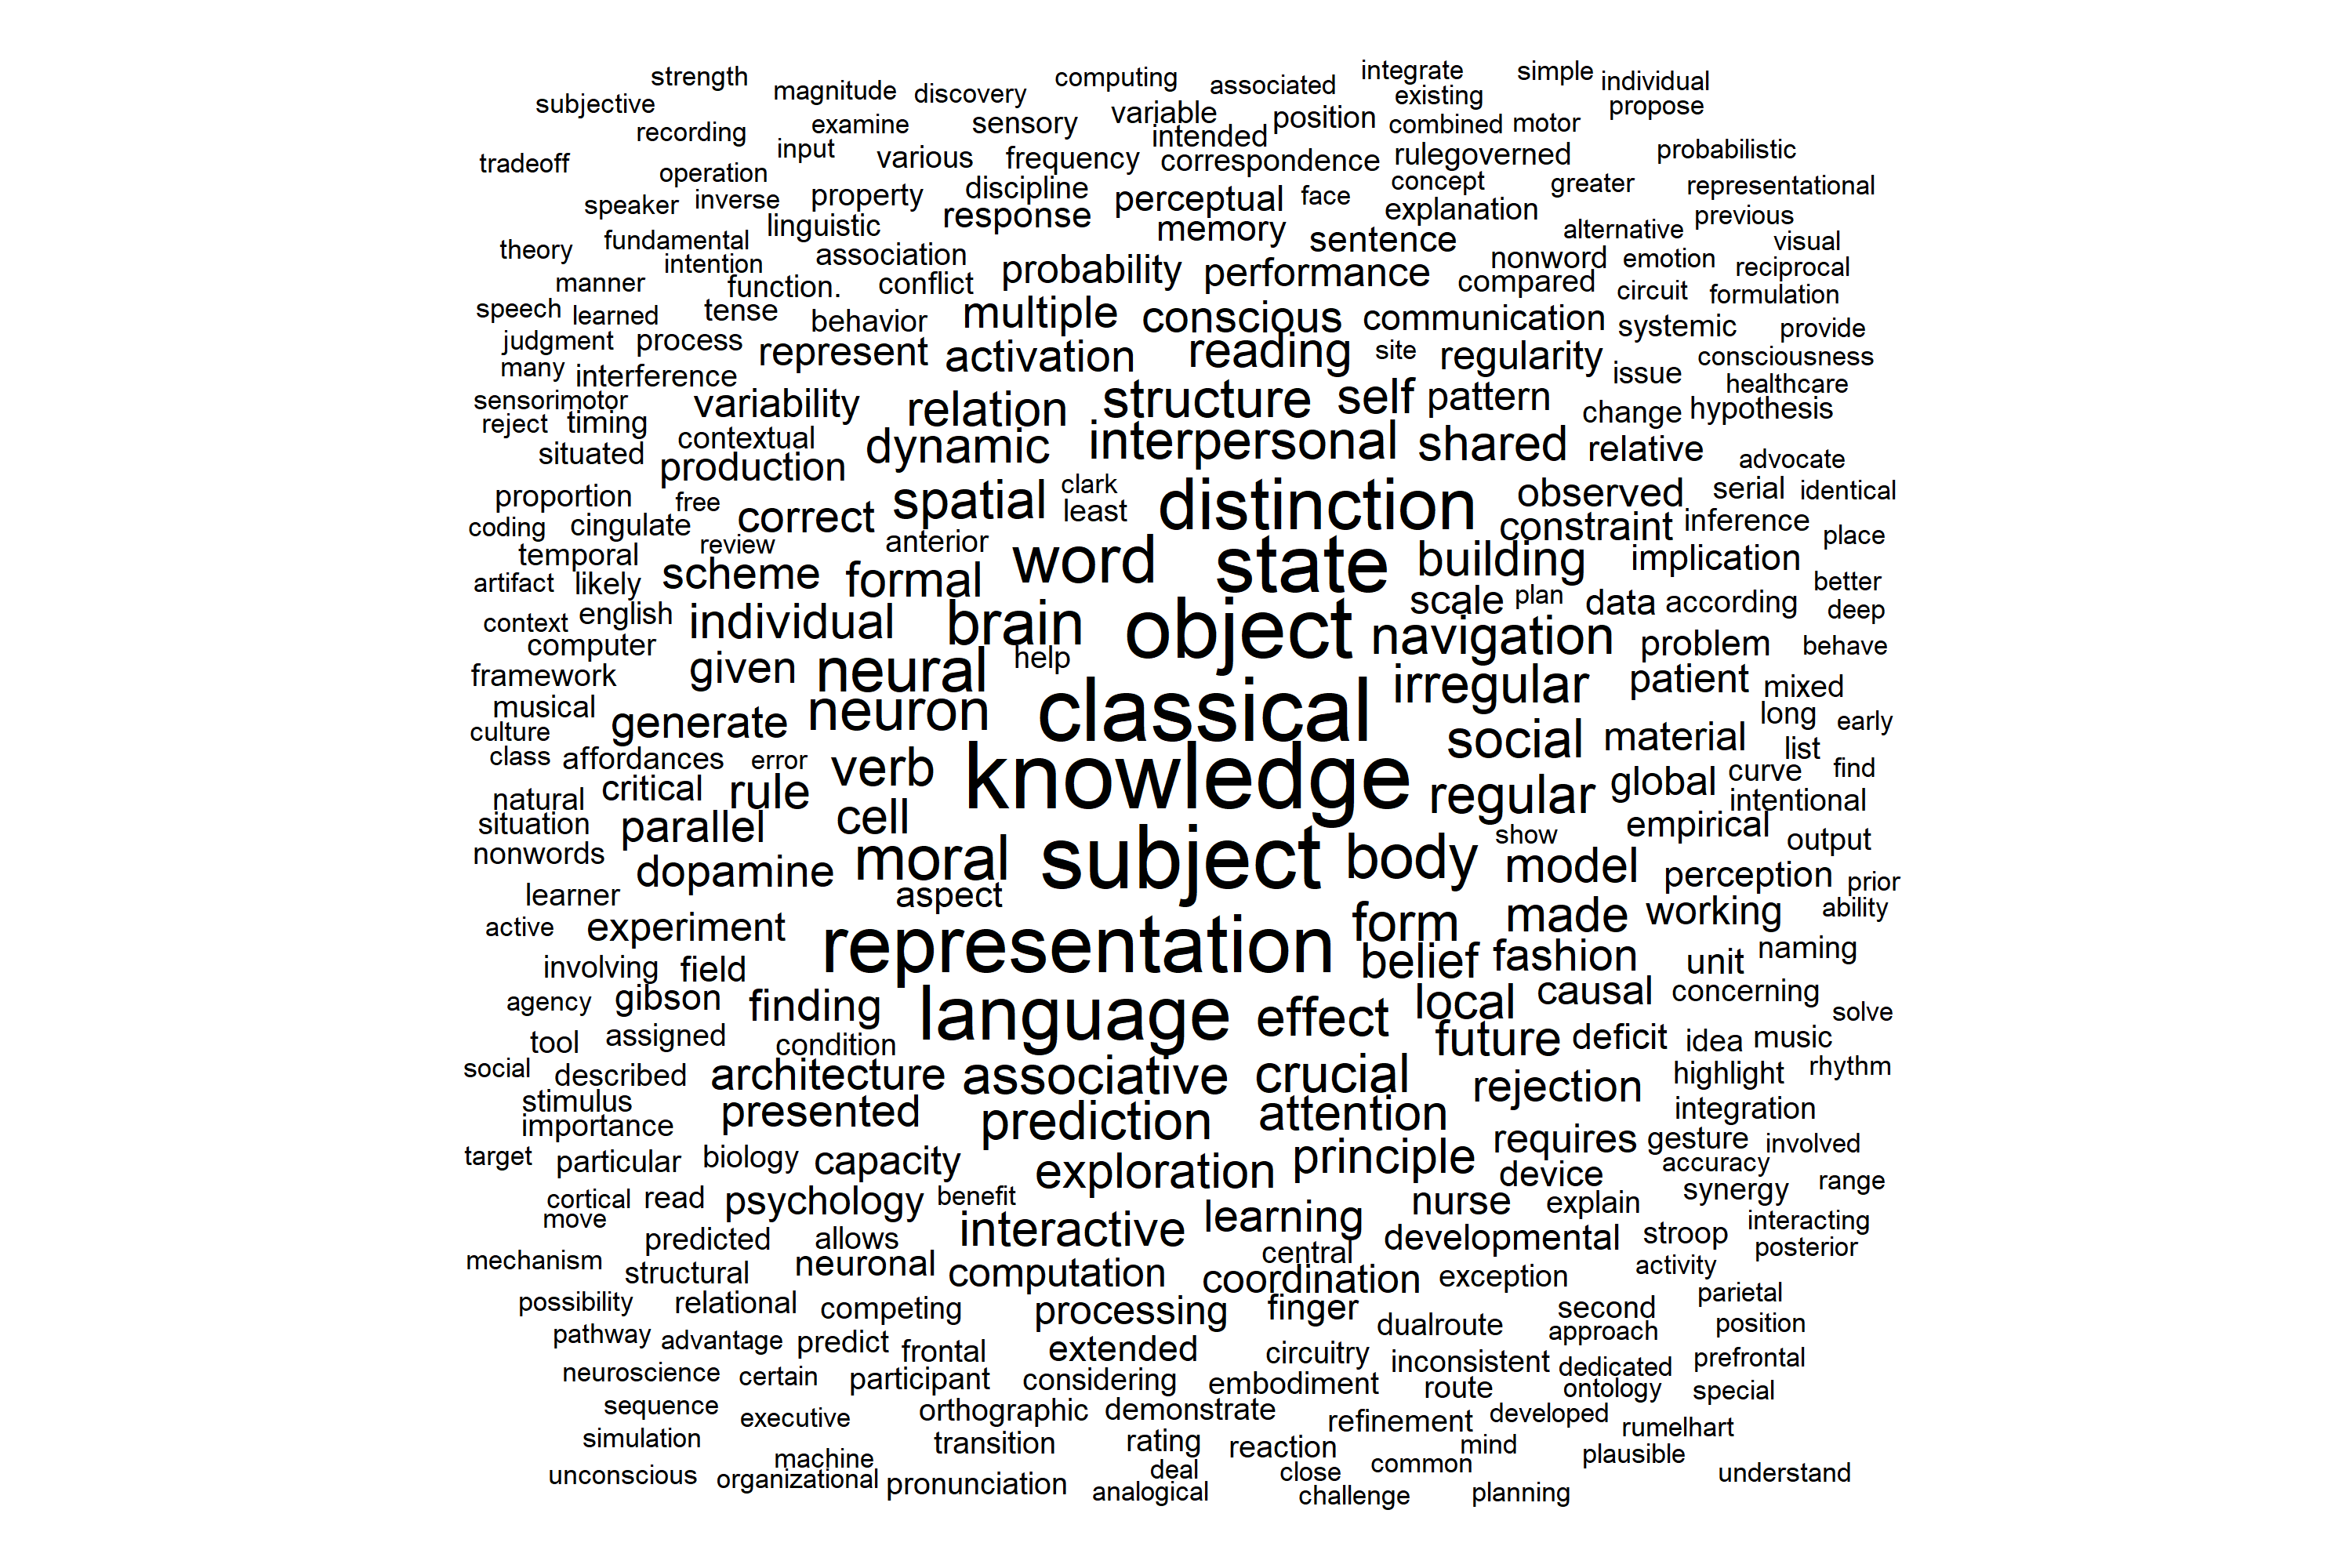 strength magnitude discovery computing associated integrate simple individual
subjective existing propose
recording examine sensory variable intended position combined motor
tradeoff input various frequency correspondence rulegoverned probabilistic
operation discipline concept greater representational
speaker inverse property response perceptual face explanation previous
linguistic memory sentence alternative visual
theory fundamental intention association probability performance nonword emotion reciprocal
manner function. conflict compared circuit formulation
speech learned tense behavior multiple conscious communication systemic provide
judgment process represent activation reading site regularity consciousness
many interference issue healthcare
sensorimotor variability relation structure self pattern change hypothesis
reject timing contextual dynamic interpersonal shared relative
situated production advocate
proportion free spatial clark distinction observed serial identical
coding cingulate correct least constraint inference place
temporal review anterior word state building implication
artifact likely scheme formal better
context english individual brain object scale plan data according deep
computer navigation problem behave
framework given neural help irregular patient mixed
musical generate neuron classical long early
culture social material list
class affordances error verb knowledge global curve find
natural critical rule regular intentional
situation parallel cell show empirical output
nonwords dopamine moral subject body model perception prior
learner aspect ability
active experiment representation form made working
involving field belief fashion unit naming
agency gibson finding language effect local causal concerning solve
tool assigned condition future deficit idea music
social described architecture associative crucial rejection highlight rhythm
stimulus presented prediction attention integration
importance requires gesture involved
target particular biology capacity exploration principle device accuracy
cortical read psychology benefit nurse explain synergy range
move interactive learning interacting
predicted allows central developmental stroop posterior
mechanism structural neuronal computation coordination exception activity
possibility relational competing processing finger second parietal
pathway advantage predict frontal extended dualroute approach position
neuroscience certain participant considering circuitry inconsistent dedicated prefrontal
embodiment route ontology special
sequence executive orthographic demonstrate refinement developed rumelhart
simulation machine transition rating reaction mind plausible
unconscious organizational pronunciation deal close common understand
analogical challenge planning